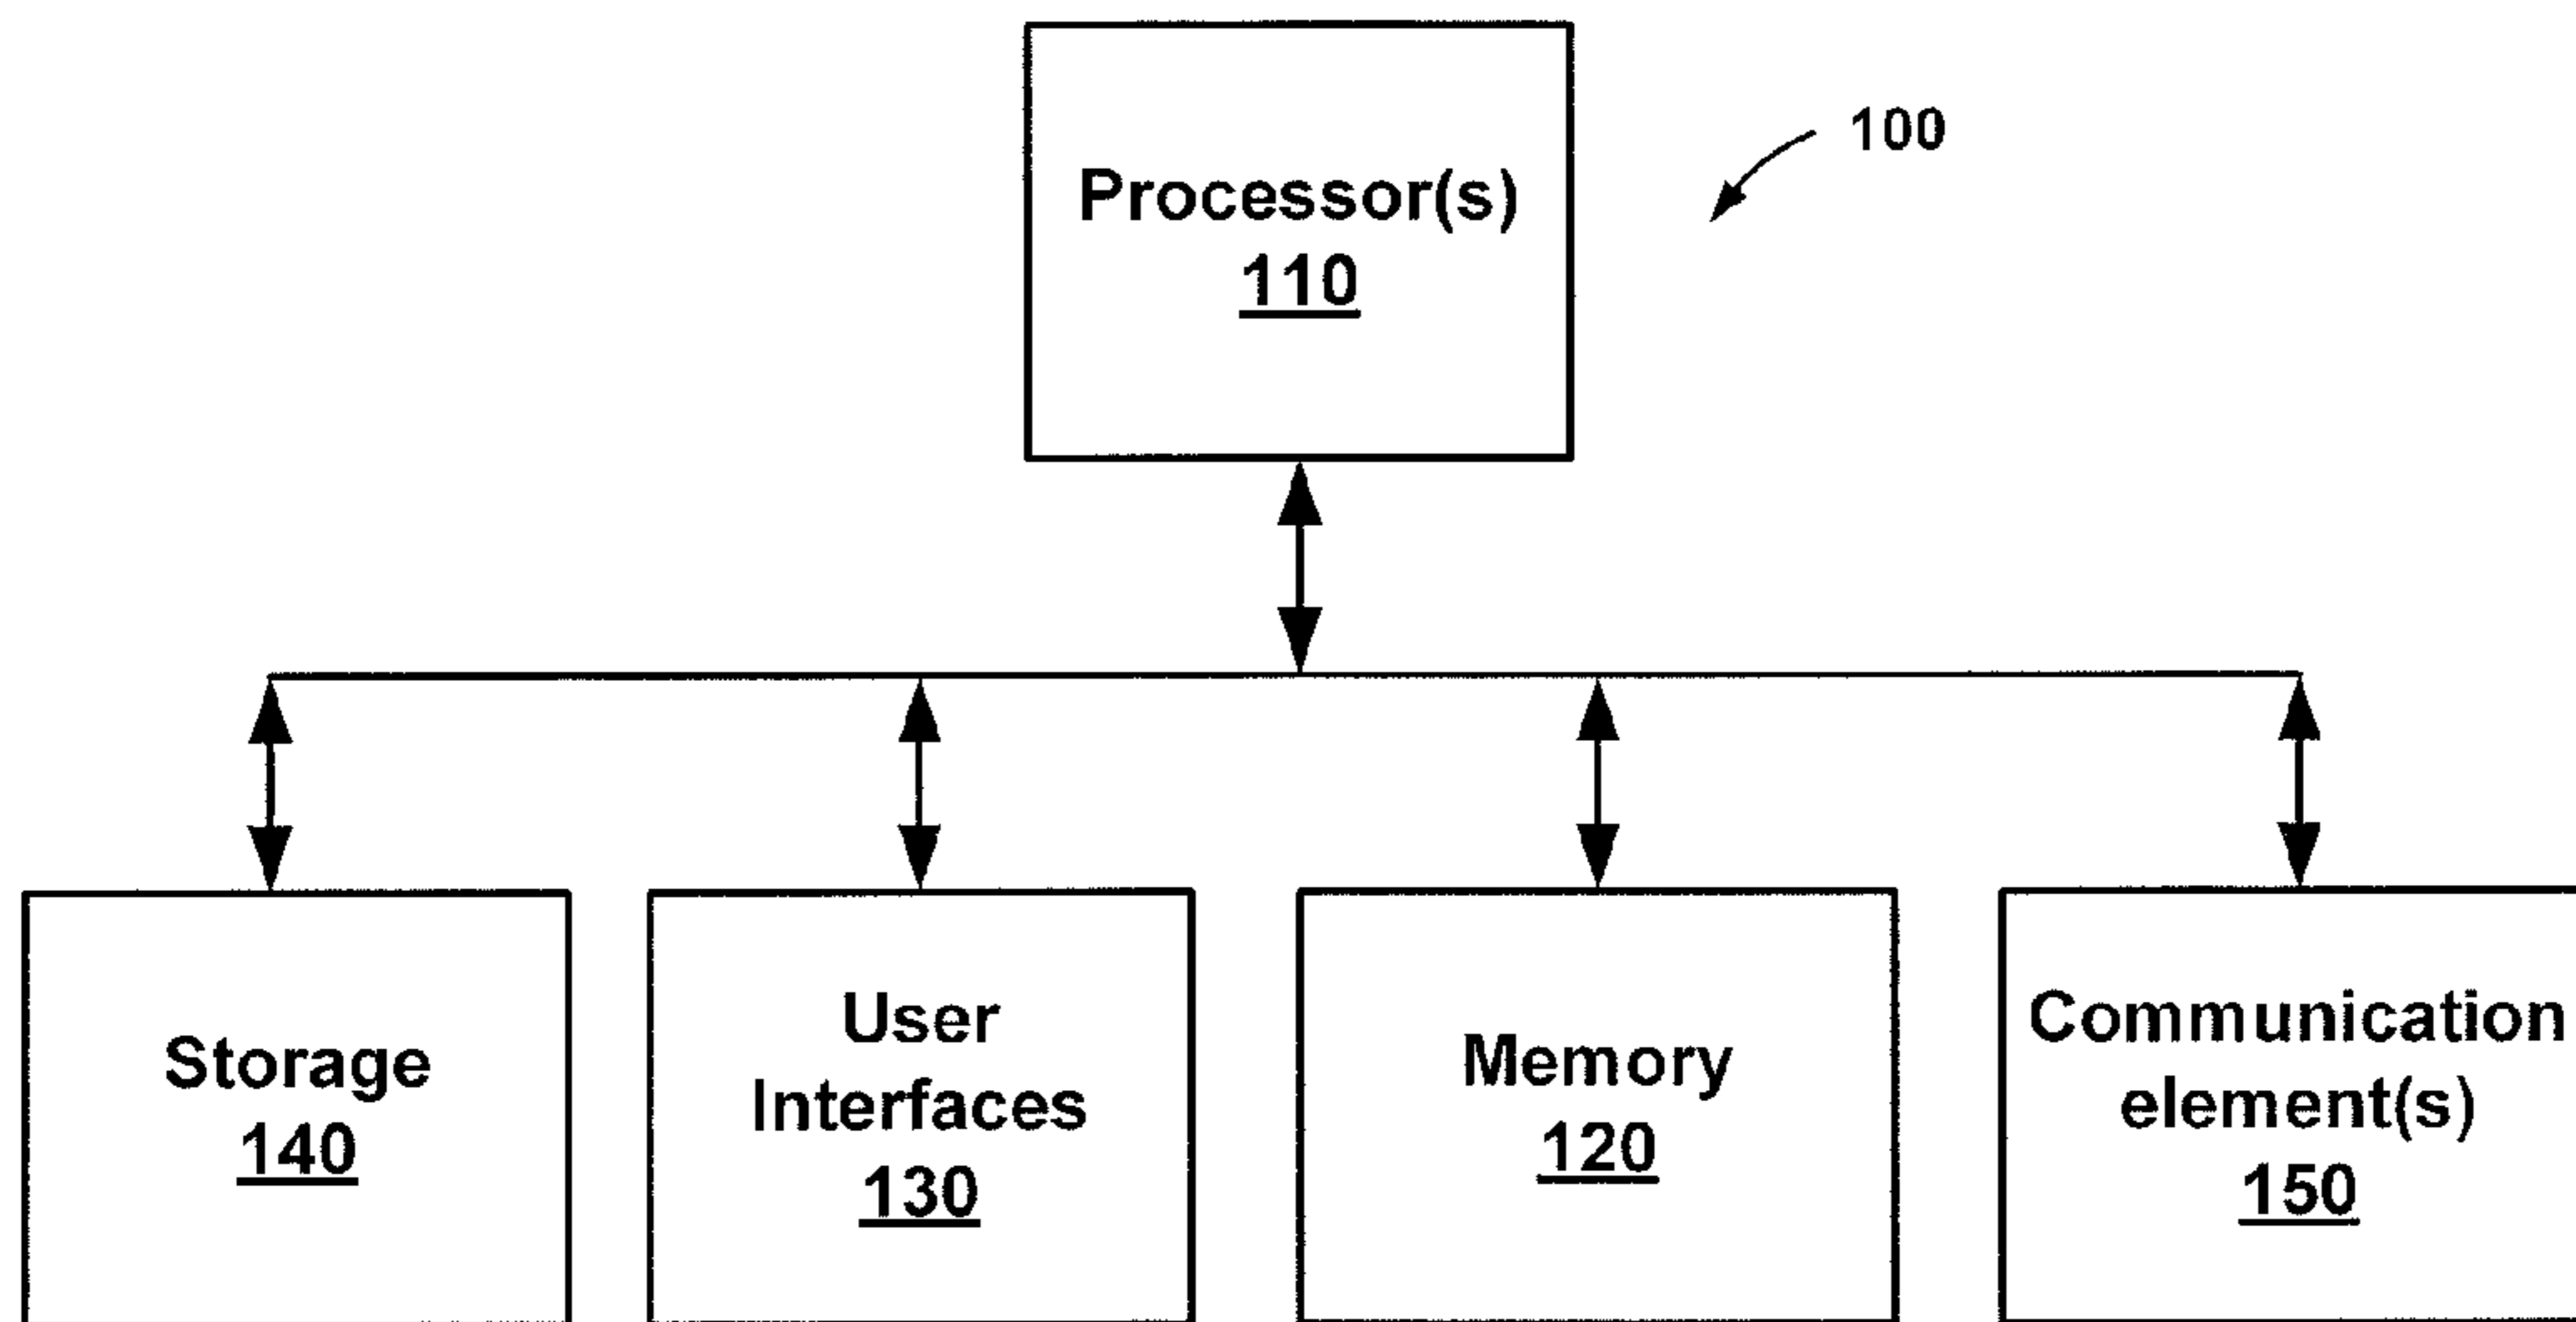 Processor(s)
110
100
Storage
140
User
Interfaces
130
Memory
120
Communication
element(s)
150